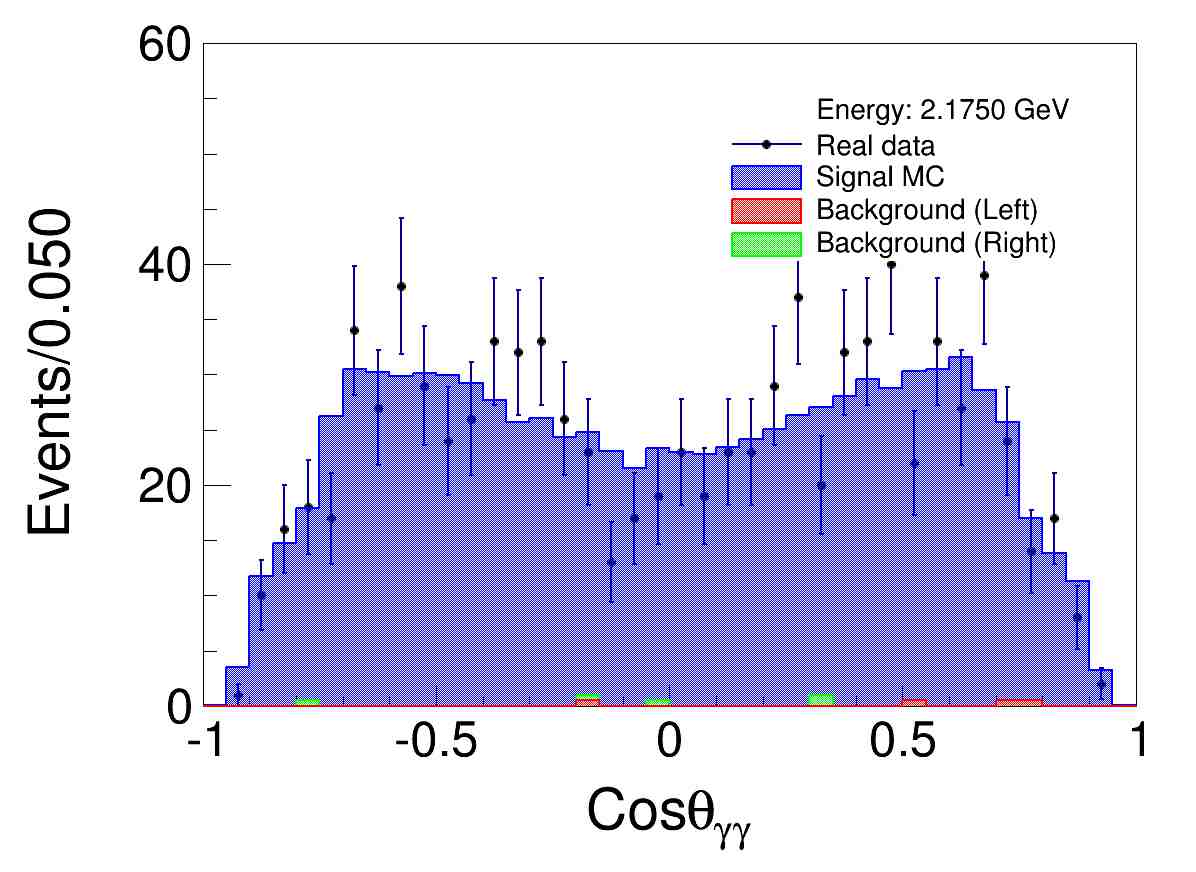 60
40
20
0
Events/0.050
Energy: 2.1750 GeV
Real data
Signal MC
Background (Left)
Background (Right)
-1
-0.5
0
0.5
1
Cosθγγ